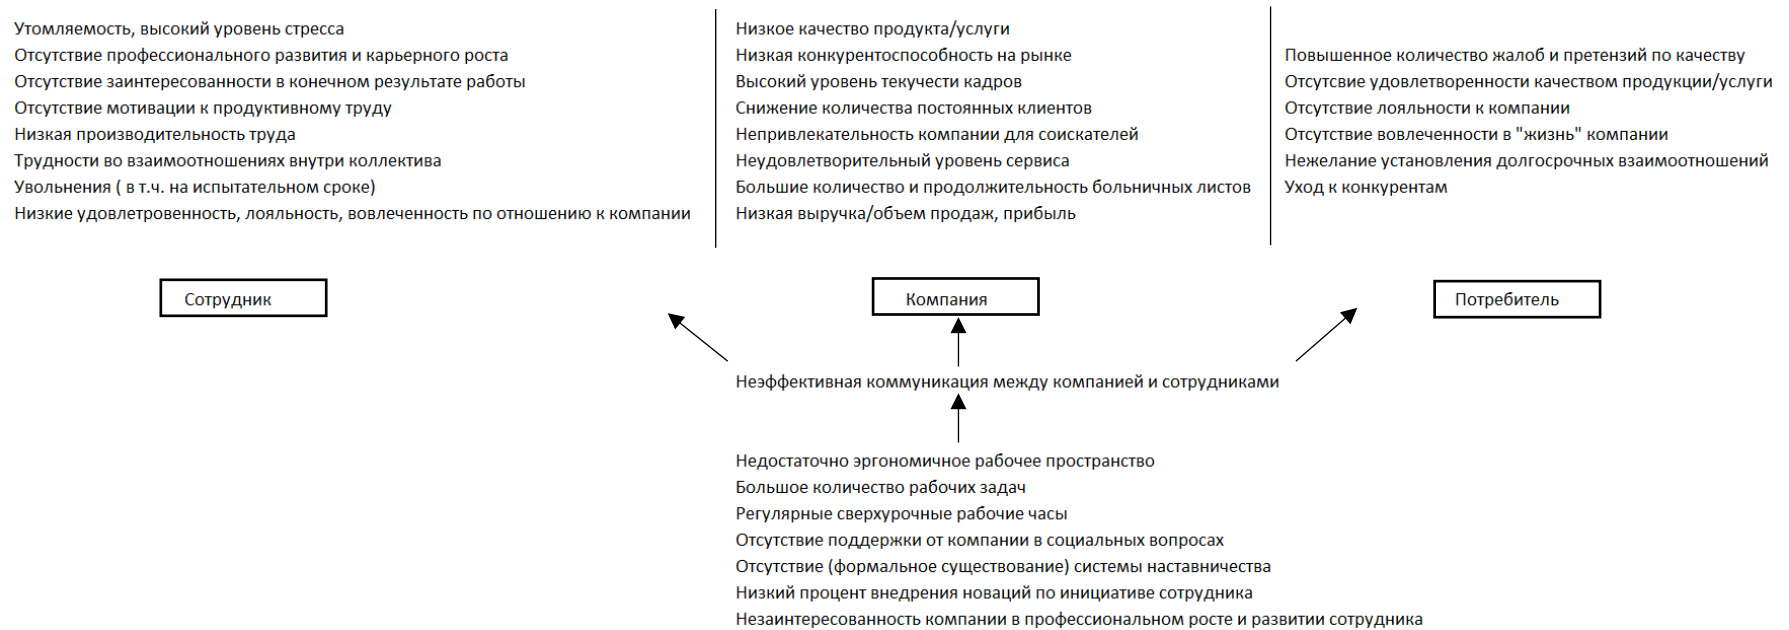 Утомляемость, высокий уровень стресса
Отсутствие профессионального развития и карьерного роста
Отсутствие заинтересованности в конечном результате работы
Отсутствие мотивации к продуктивному труду
Низкая производительность труда
Трудности во взаимоотношениях внутри коллектива
Увольнения ( в т.ч. на испытательном сроке)
Низкие удовлетровенность, лояльность, вовлеченность по отношению к компании
Низкое качество продукта/услуги
Низкая конкурентоспособность на рынке
Высокий уровень текучести кадров
Снижение количества постоянных клиентов
Непривлекательность компании для соискателей
Неудовлетворительный уровень сервиса
Большие количество и продолжительность больничных листов
Низкая выручка/объем продаж, прибыль
Повышенное количество жалоб и претензий по качеству
Отсутсвие удовлетворенности качеством продукции/услуги
Отсутствие лояльности к компании
Отсутствие вовлеченности в "жизнь" компании
Нежелание установления долгосрочных взаимоотношений
Уход к конкурентам
Сотрудник
Компания
Потребитель
Неэффективная коммуникация между компанией и сотрудниками
Недостаточно эргономичное рабочее пространство
Большое количество рабочих задач
Регулярные сверхурочные рабочие часы
Отсутствие поддержки от компании в социальных вопросах
Отсутствие (формальное существование) системы наставничества
Низкий процент внедрения новаций по инициативе сотрудника
Незаинтересованность компании в профессиональном росте и развитии сотрудника